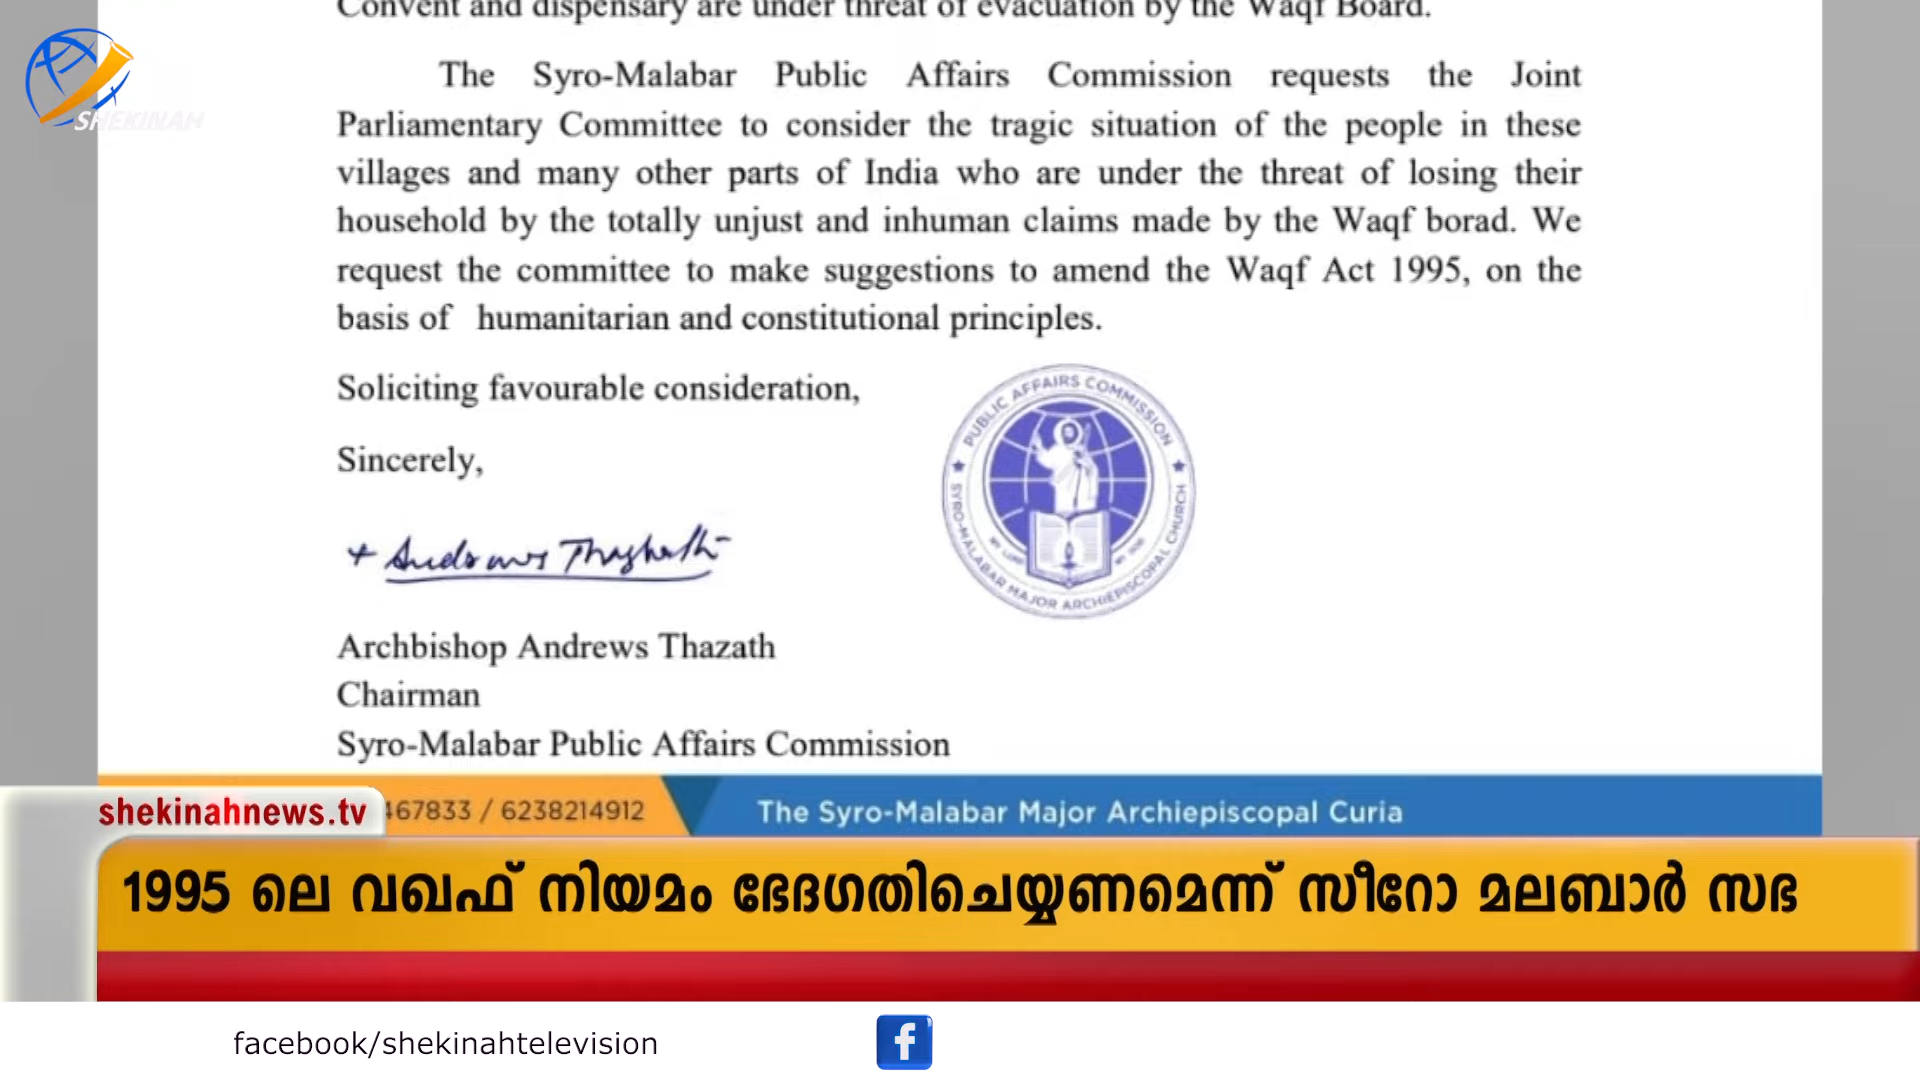 Convent and dispensary are under threat of evacuation by the Waqf Board.
SHEKINAH
The Syro-Malabar Public Affairs Commission requests the Joint
Parliamentary Committee to consider the tragic situation of the people in these
villages and many other parts of India who are under the threat of losing their
household by the totally unjust and inhuman claims made by the Waqf borad. We
request the committee to make suggestions to amend the Waqf Act 1995, on the
basis of humanitarian and constitutional principles.
Soliciting favourable consideration,
Sincerely,
PUBLIC AFFAIRS COMMISSION
SYRO-MALABAR MAJOR ARCHIEPISCOPAL CHURCH
+ Andrews Thazhath
Archbishop Andrews Thazath
Chairman
Syro-Malabar Public Affairs Commission
shekinahnews.tv
467833 / 6238214912
The Syro-Malabar Major Archiepiscopal Curia
1995 ലെ വഖഫ് നിയമം ഭേദഗതിചെയ്യണമെന്ന് സീറോ മലബാർ സഭ
facebook/shekinahtelevision